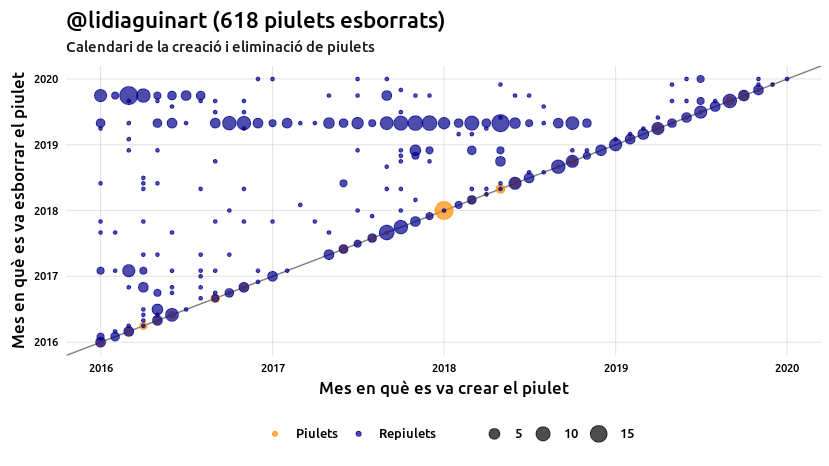 @lidiaguinart (618 piulets esborrats)
Calendari de la creació i eliminació de piulets
Mes en què es va esborrar el piulet
2020
2019
2018
2017
2016
2016 2017 2018 2019 2020
Mes en què es va crear el piulet
Piulets Repiulets 5 10 15